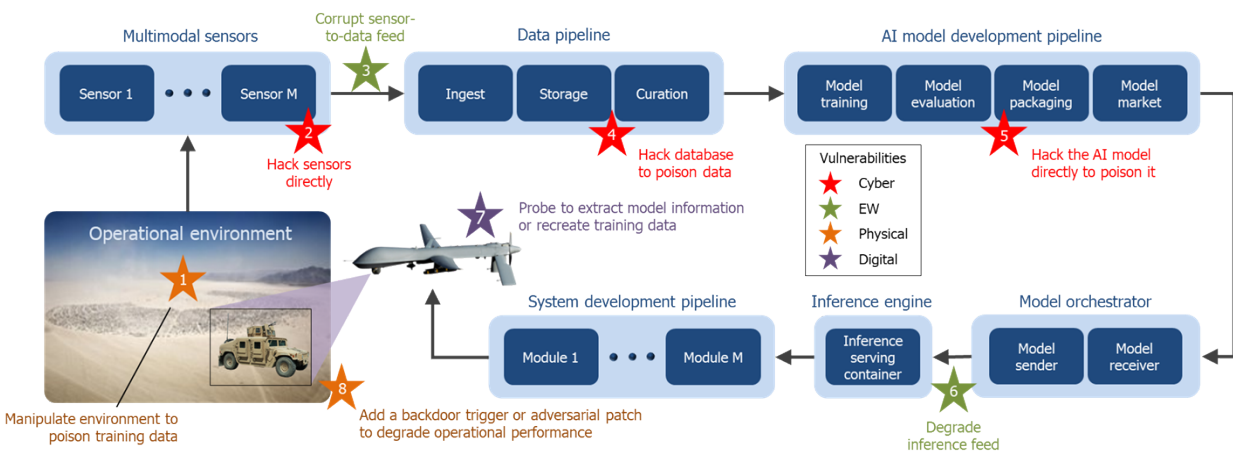 Corrupt sensor-
to-data feed
Multimodal sensors
Data pipeline
AI model development pipeline
3
Sensor 1
Sensor M
Ingest
Storage
Curation
Model
training
Model
evaluation
Model
packaging
Model
market
2
4
5
Hack sensors
directly
Hack database
to poison data
Hack the AI model
directly to poison it
Vulnerabilities
Cyber
EW
Physical
Digital
7
Probe to extract model information
or recreate training data
Operational environment
1
System development pipeline
Inference engine
Model orchestrator
Module 1
Module M
Inference
serving
container
Model
sender
Model
receiver
8
6
Manipulate environment to
poison training data
Add a backdoor trigger or adversarial patch
to degrade operational performance
Degrade
inference feed